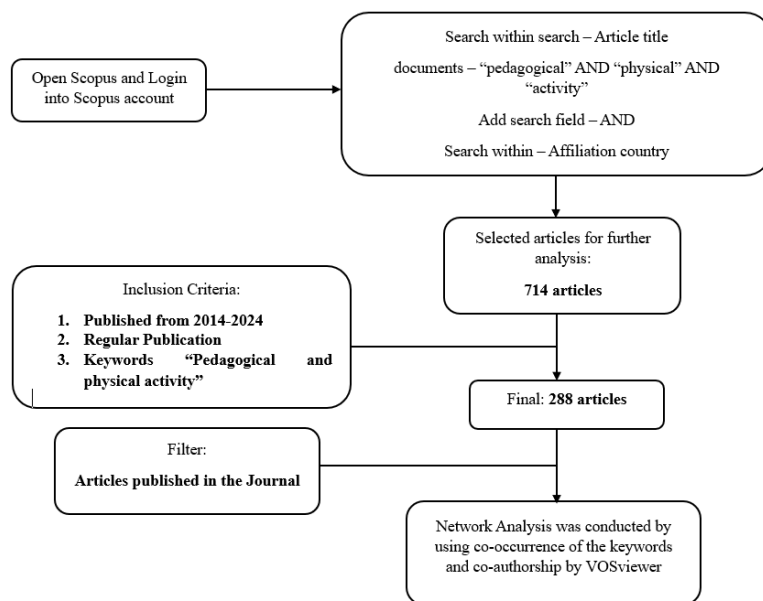 Open Scopus and Login
into Scopus account
Search within search – Article title
documents – “pedagogical” AND “physical” AND
“activity”
Add search field – AND
Search within – Affiliation country
Selected articles for further
analysis:
714 articles
Inclusion Criteria:
1. Published from 2014-2024
2. Regular Publication
3. Keywords “Pedagogical and
physical activity”
Final: 288 articles
Filter:
Articles published in the Journal
Network Analysis was conducted by
using co-occurrence of the keywords
and co-authorship by VOSviewer